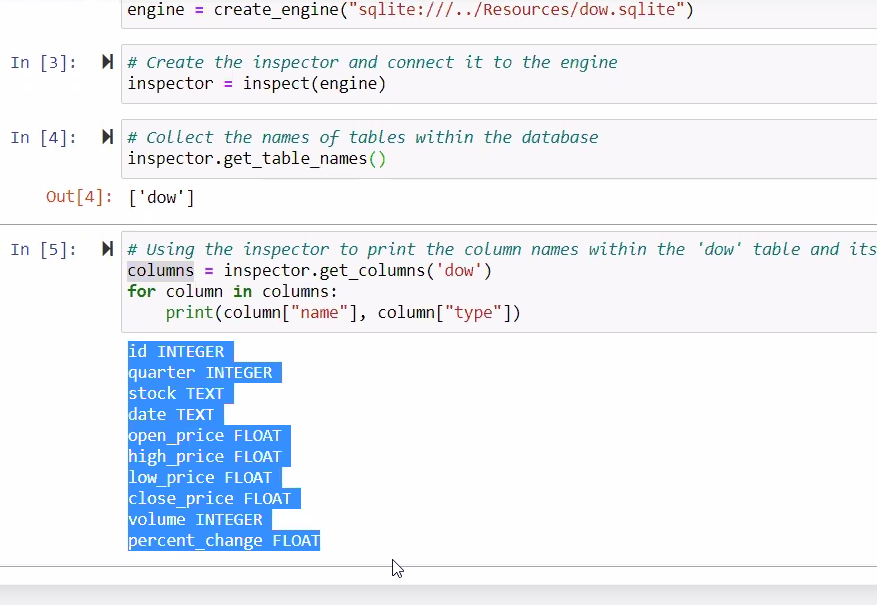 engine = create_engine("sqlite:///../Resources/dow.sqlite")
In [3]: # Create the inspector and connect it to the engine
inspector = inspect(engine)
In [4]: # Collect the names of tables within the database
inspector.get_table_names()
Out[4]: ['dow']
In [5]: # Using the inspector to print the column names within the 'dow' table and its
columns = inspector.get_columns('dow')
for column in columns:
    print(column["name"], column["type"])
id INTEGER
quarter INTEGER
stock TEXT
date TEXT
open_price FLOAT
high_price FLOAT
low_price FLOAT
close_price FLOAT
volume INTEGER
percent_change FLOAT